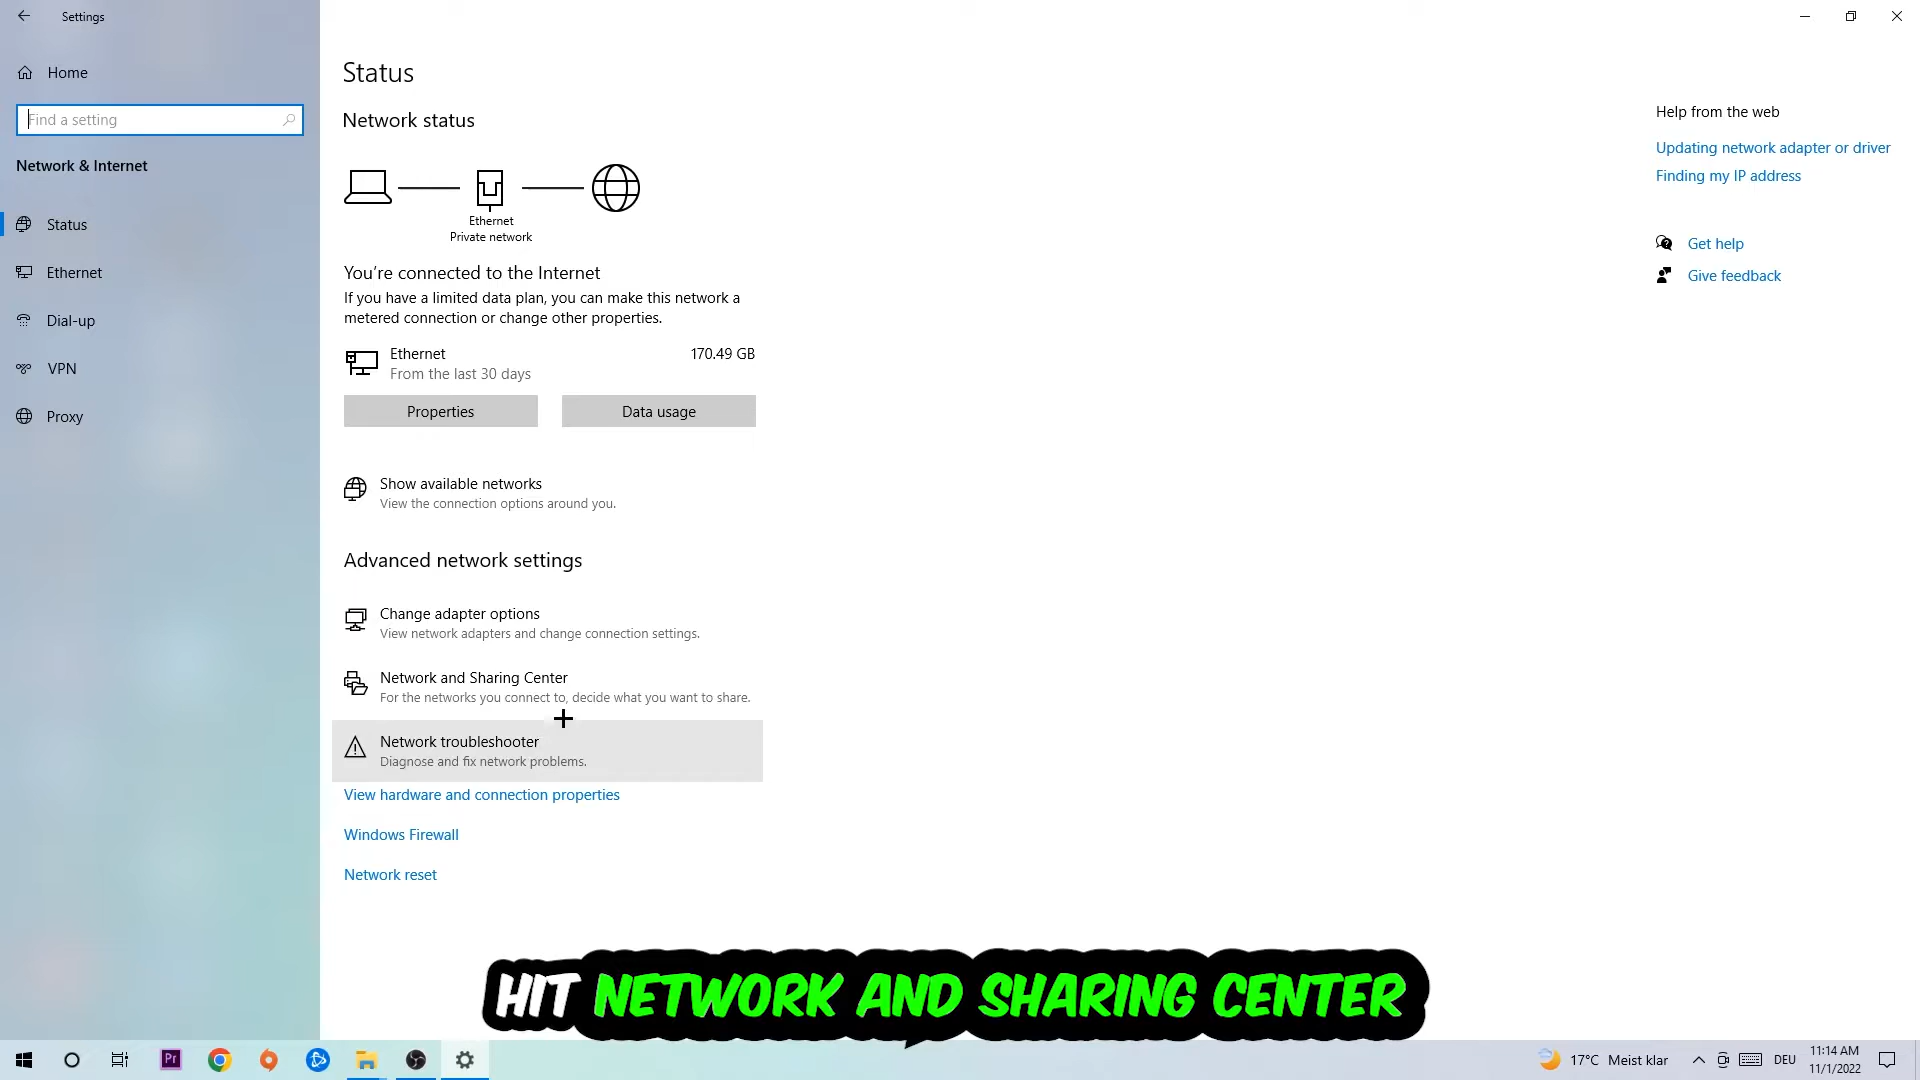 Settings
Home
Find a setting
Network & Internet
Status
Ethernet
Dial-up
VPN
Proxy
Status
Network status
Ethernet
Private network
You're connected to the Internet
If you have a limited data plan, you can make this network a
metered connection or change other properties.
Ethernet 170.49 GB
From the last 30 days
Properties Data usage
Show available networks
View the connection options around you.
Advanced network settings
Change adapter options
View network adapters and change connection settings.
Network and Sharing Center
For the networks you connect to, decide what you want to share.
Network troubleshooter
Diagnose and fix network problems.
View hardware and connection properties
Windows Firewall
Network reset
Help from the web
Updating network adapter or driver
Finding my IP address
Get help
Give feedback
HIT NETWORK AND SHARING CENTER
Pr
17°C Meist klar
DEU
11:14 AM
11/1/2022